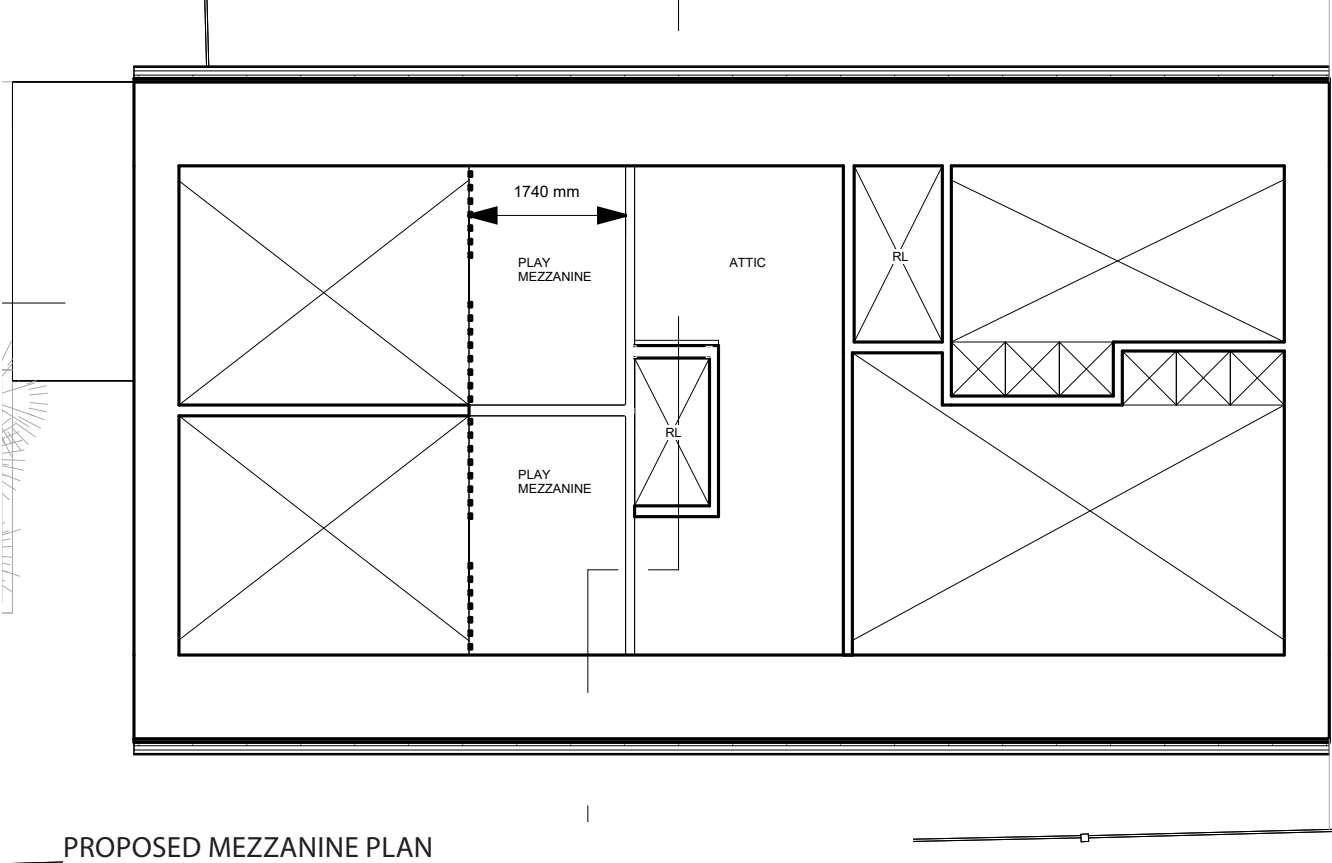 1740 mm
PLAY
MEZZANINE
ATTIC
RL
RL
PLAY
MEZZANINE
PROPOSED MEZZANINE PLAN